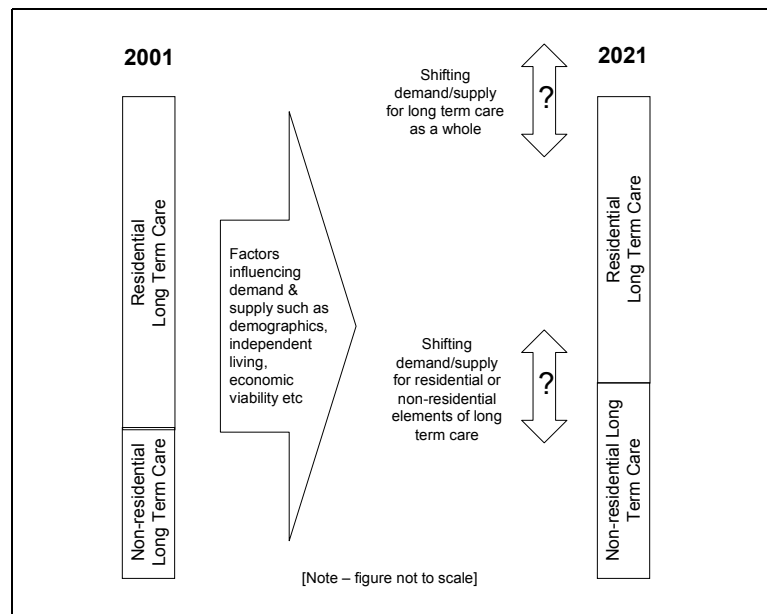 2001
Residential
Long Term Care
Non-residential
Long Term Care
Factors
influencing
demand &
supply such as
demographics,
independent
living,
economic
viability etc
Shifting
demand/supply
for long term care
as a whole
?
Shifting
demand/supply
for residential or
non-residential
elements of long
term care
?
2021
Residential
Long Term Care
Non-residential Long
Term Care
[Note – figure not to scale]